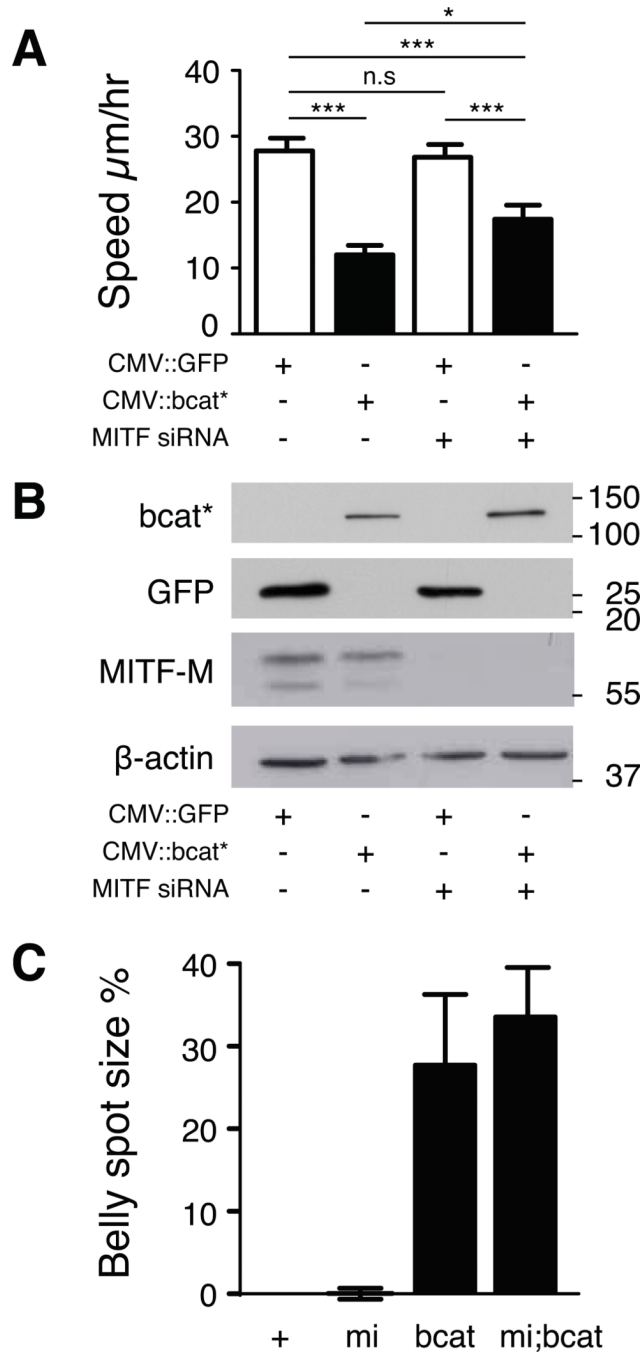 A
*
***
n.s
*** ***
Speed µm/hr
40
30
20
10
0
CMV::GFP + - + -
CMV::bcat* - + - +
MITF siRNA - - + +
B
bcat*
150
100
GFP
25
20
MITF-M
55
β-actin
37
CMV::GFP + - + -
CMV::bcat* - + - +
MITF siRNA - - + +
C
Belly spot size %
40
30
20
10
0
+ mi bcat mi;bcat